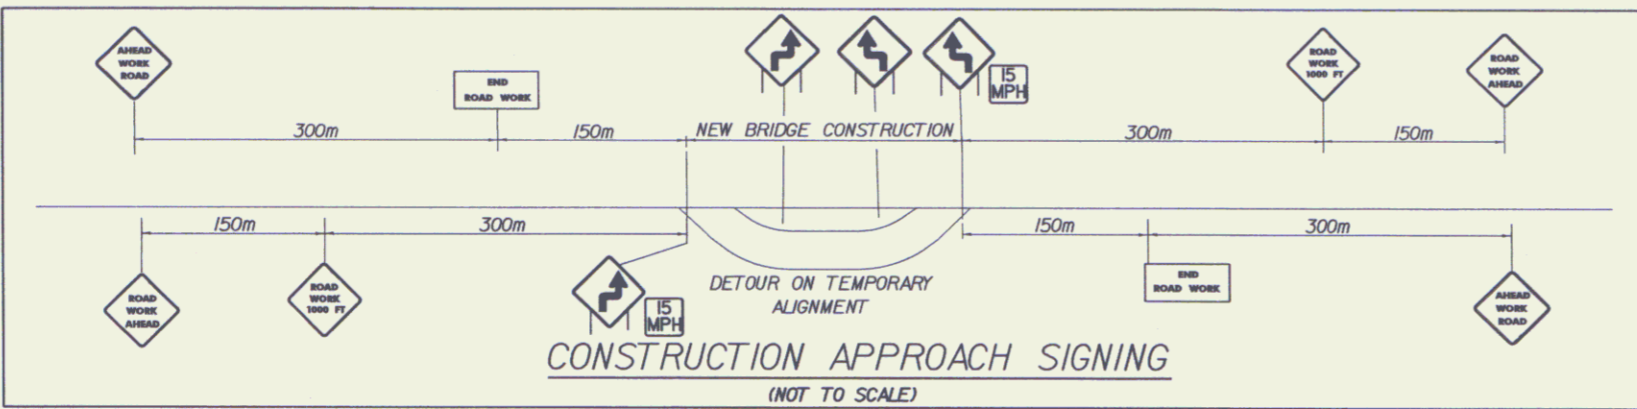 AHEAD
WORK
ROAD
END
ROAD WORK
15
MPH
ROAD
WORK
1000 FT
ROAD
WORK
AHEAD
300m
150m
NEW BRIDGE CONSTRUCTION
300m
150m
150m
300m
150m
300m
ROAD
WORK
AHEAD
ROAD
WORK
1000 FT
15
MPH
DETOUR ON TEMPORARY
ALIGNMENT
END
ROAD WORK
AHEAD
WORK
ROAD
CONSTRUCTION APPROACH SIGNING
(NOT TO SCALE)